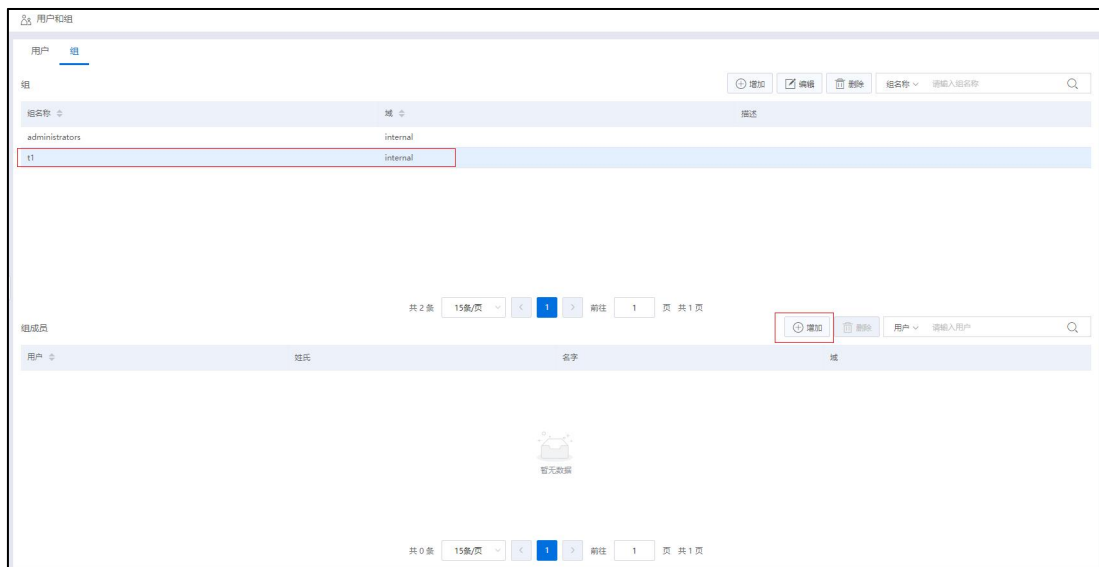 用户和组
用户 组
组 增加 编辑 删除 组名称 请输入组名称
组名称 域 描述
administrators internal
t1 internal
共 2 条 15条/页 1 前往 1 页 共 1 页
组成员 增加 删除 用户 请输入用户
用户 姓氏 名字 域
暂无数据
共 0 条 15条/页 1 前往 1 页 共 1 页